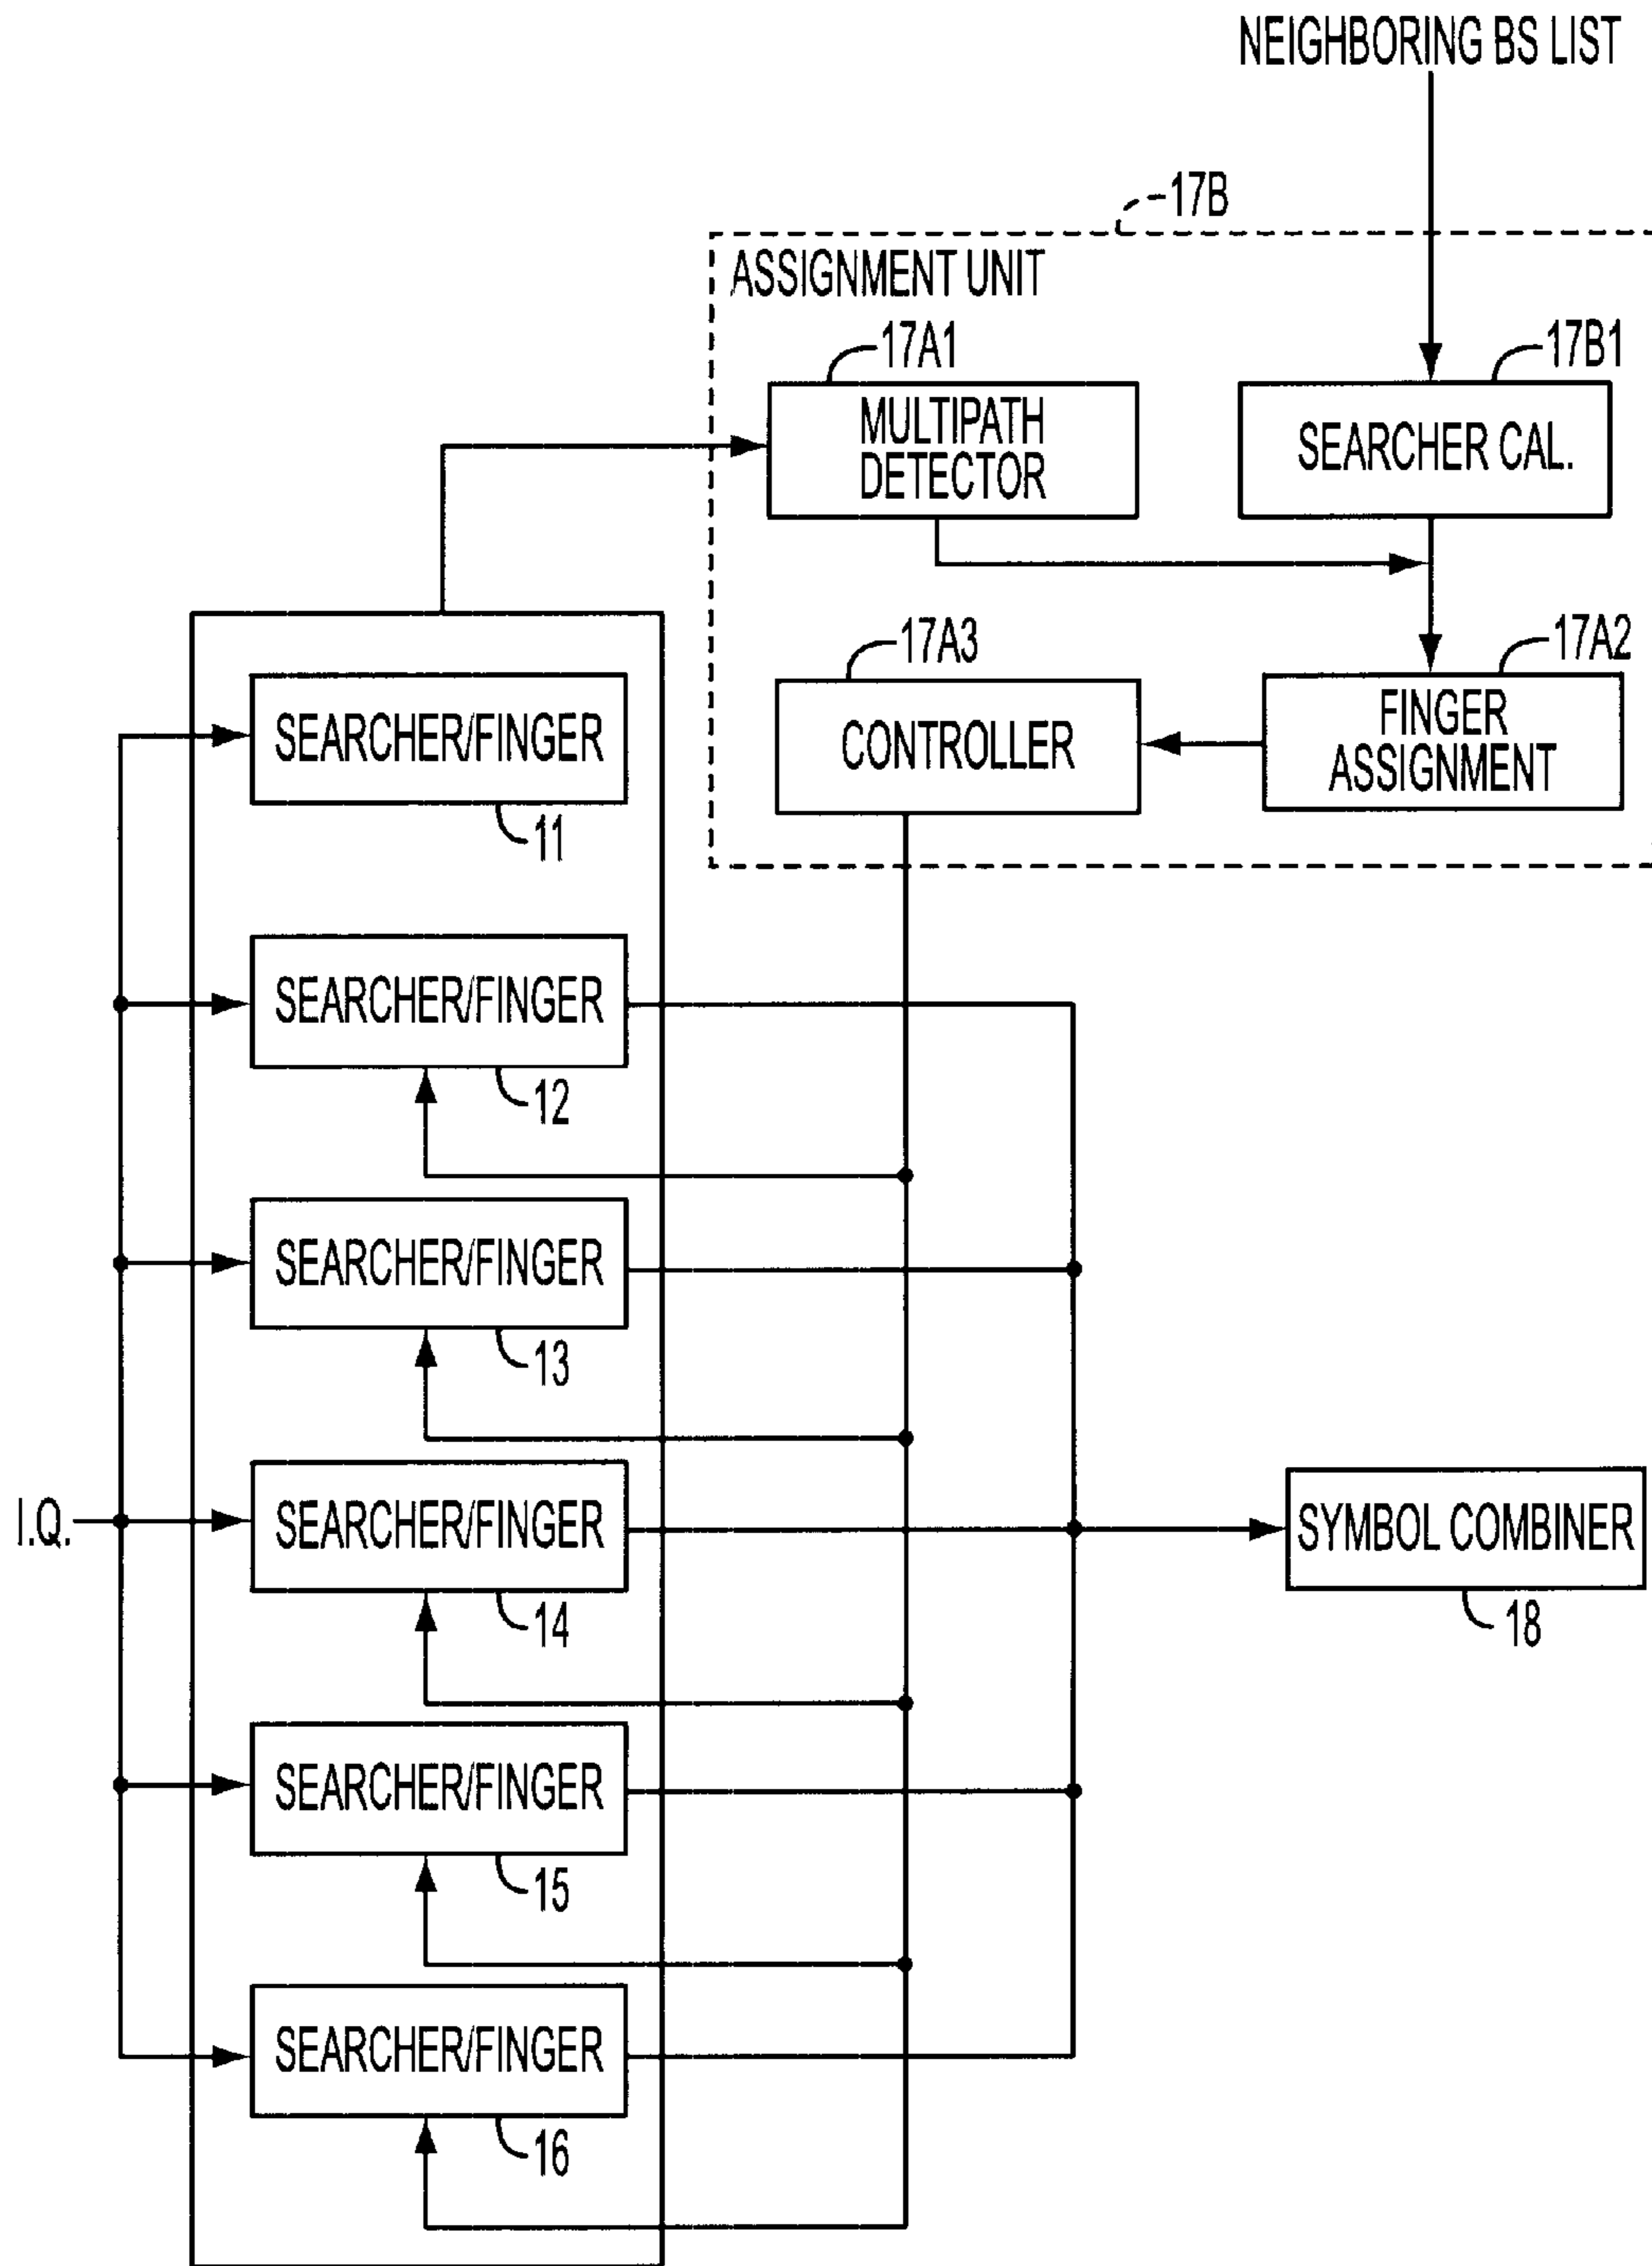 NEIGHBORING BS LIST
17B
ASSIGNMENT UNIT
17A1
MULTIPATH
DETECTOR
17B1
SEARCHER CAL.
17A3
CONTROLLER
17A2
FINGER
ASSIGNMENT
SEARCHER/FINGER
11
SEARCHER/FINGER
12
SEARCHER/FINGER
13
I.Q.
SEARCHER/FINGER
14
SYMBOL COMBINER
18
SEARCHER/FINGER
15
SEARCHER/FINGER
16